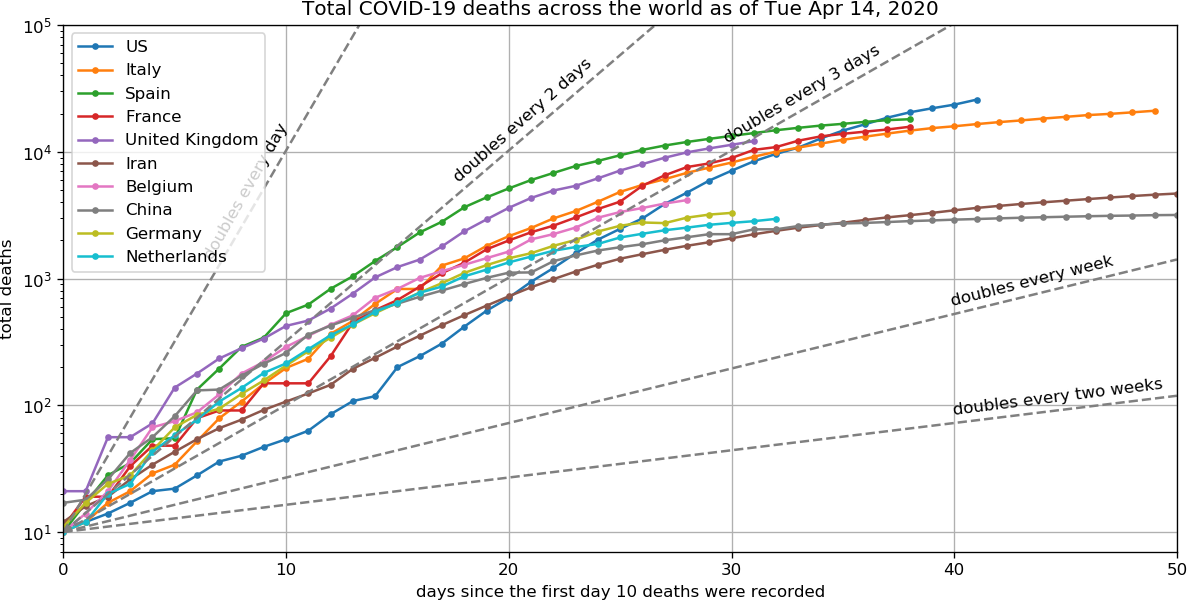 Total COVID-19 deaths across the world as of Tue Apr 14, 2020
10^5
10^4
10^3
10^2
10^1
total deaths
US
Italy
Spain
France
United Kingdom
Iran
Belgium
China
Germany
Netherlands
doubles every day
doubles every 2 days
doubles every 3 days
doubles every week
doubles every two weeks
0 10 20 30 40 50
days since the first day 10 deaths were recorded